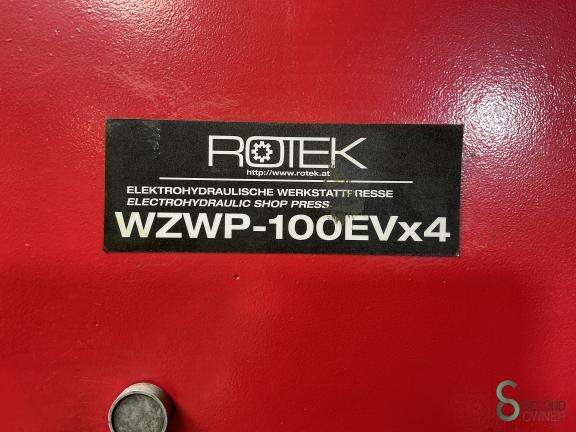 ROTEK
http://www.rotek.at
ELEKTROHYDRAULISCHE WERKSTATTPRESSE
ELECTROHYDRAULIC SHOP PRESS
WZWP-100EVx4
SECOND
OWNER